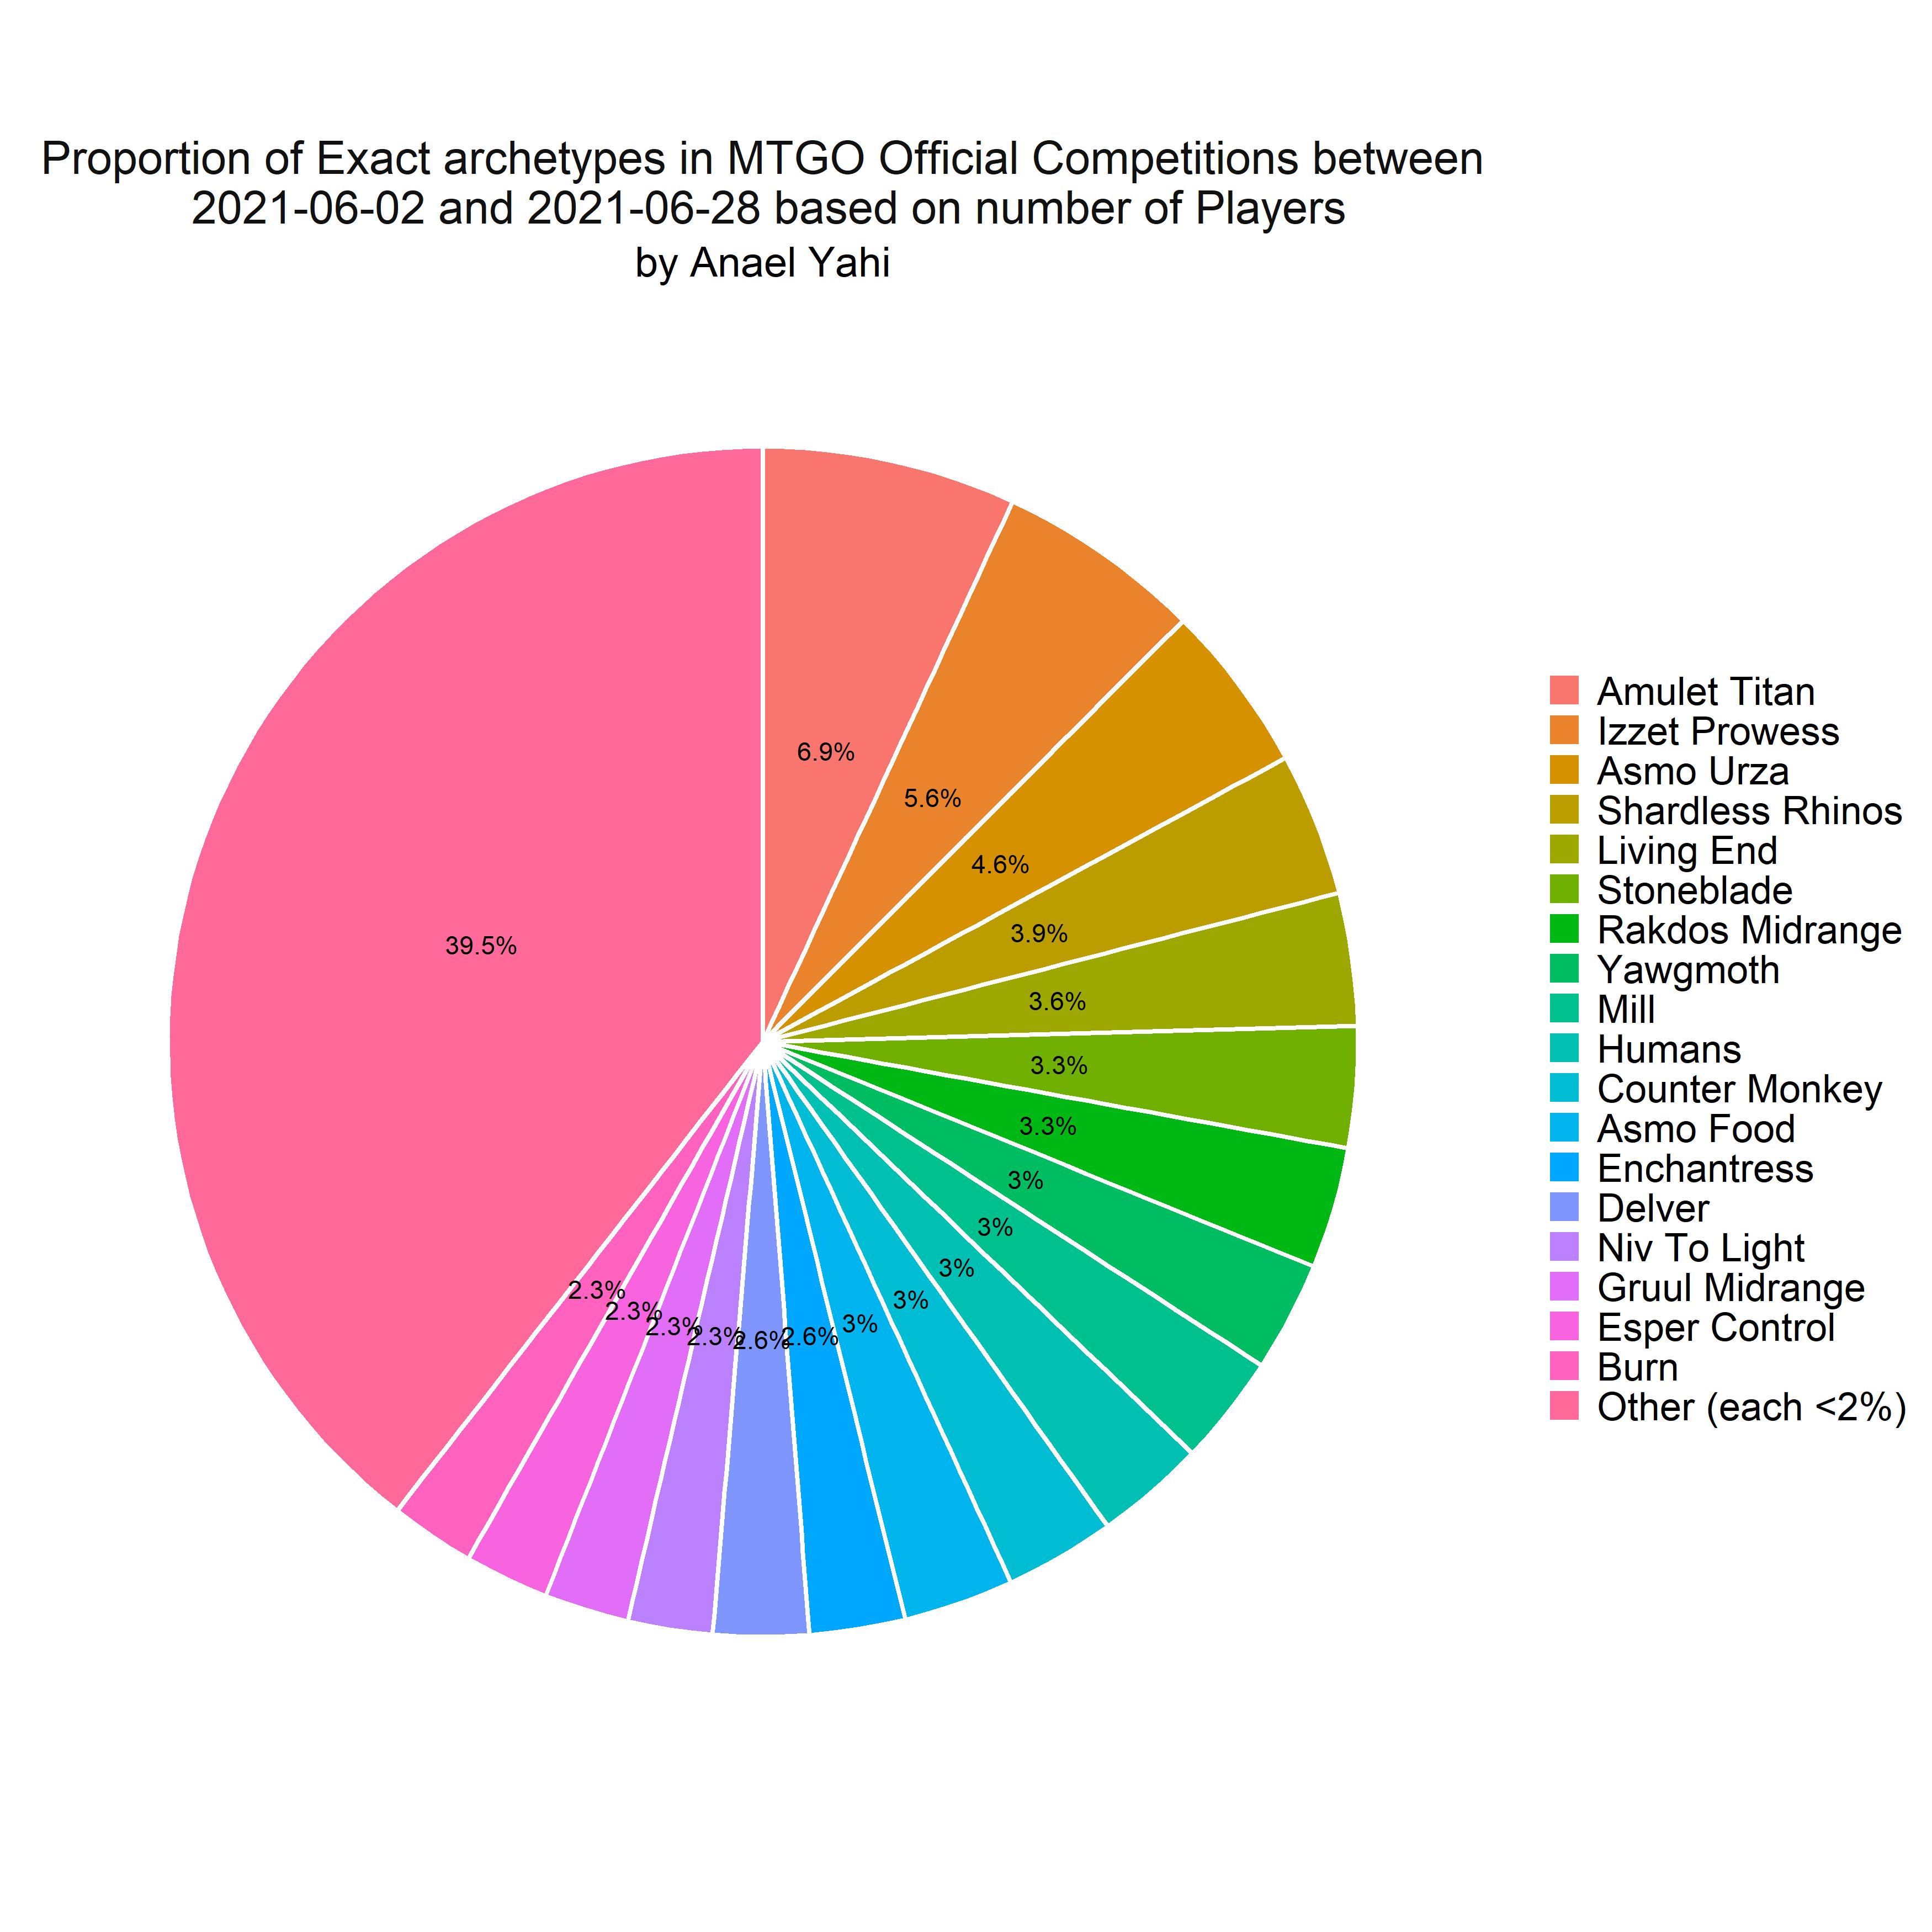 Proportion of Exact archetypes in MTGO Official Competitions between
2021-06-02 and 2021-06-28 based on number of Players
by Anael Yahi
6.9%
5.6%
4.6%
3.9%
3.6%
3.3%
3.3%
3%
3%
3%
3%
3%
2.6%
2.6%
2.3%
2.3%
2.3%
2.3%
39.5%
Amulet Titan
Izzet Prowess
Asmo Urza
Shardless Rhinos
Living End
Stoneblade
Rakdos Midrange
Yawgmoth
Mill
Humans
Counter Monkey
Asmo Food
Enchantress
Delver
Niv To Light
Gruul Midrange
Esper Control
Burn
Other (each <2%)